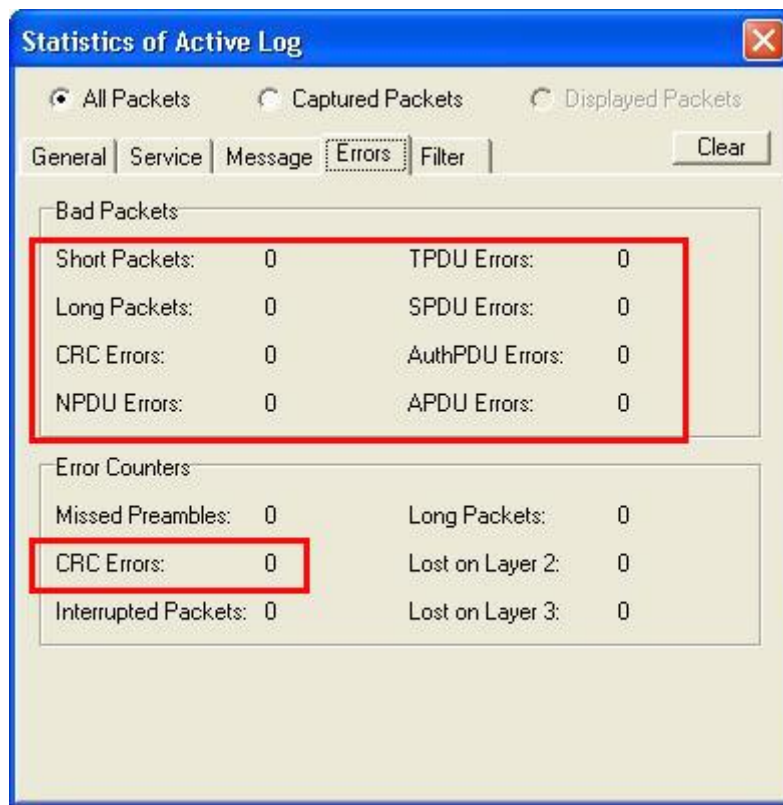 Statistics of Active Log
All Packets Captured Packets Displayed Packets
General Service Message Errors Filter Clear
Bad Packets
Short Packets: 0 TPDU Errors: 0
Long Packets: 0 SPDU Errors: 0
CRC Errors: 0 AuthPDU Errors: 0
NPDU Errors: 0 APDU Errors: 0
Error Counters
Missed Preambles: 0 Long Packets: 0
CRC Errors: 0 Lost on Layer 2: 0
Interrupted Packets: 0 Lost on Layer 3: 0